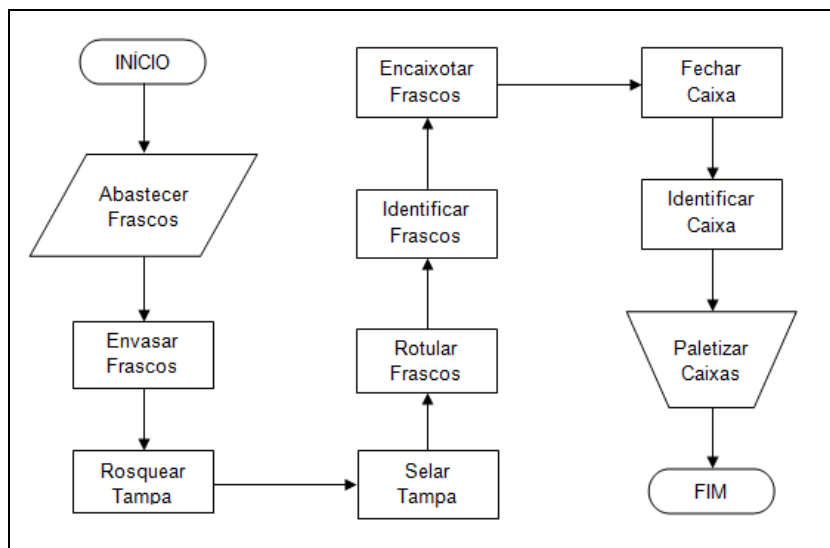 INÍCIO
Abastecer
Frascos
Envasar
Frascos
Rosquear
Tampa
Selar
Tampa
Rotular
Frascos
Identificar
Frascos
Encaixotar
Frascos
Fechar
Caixa
Identificar
Caixa
Paletizar
Caixas
FIM